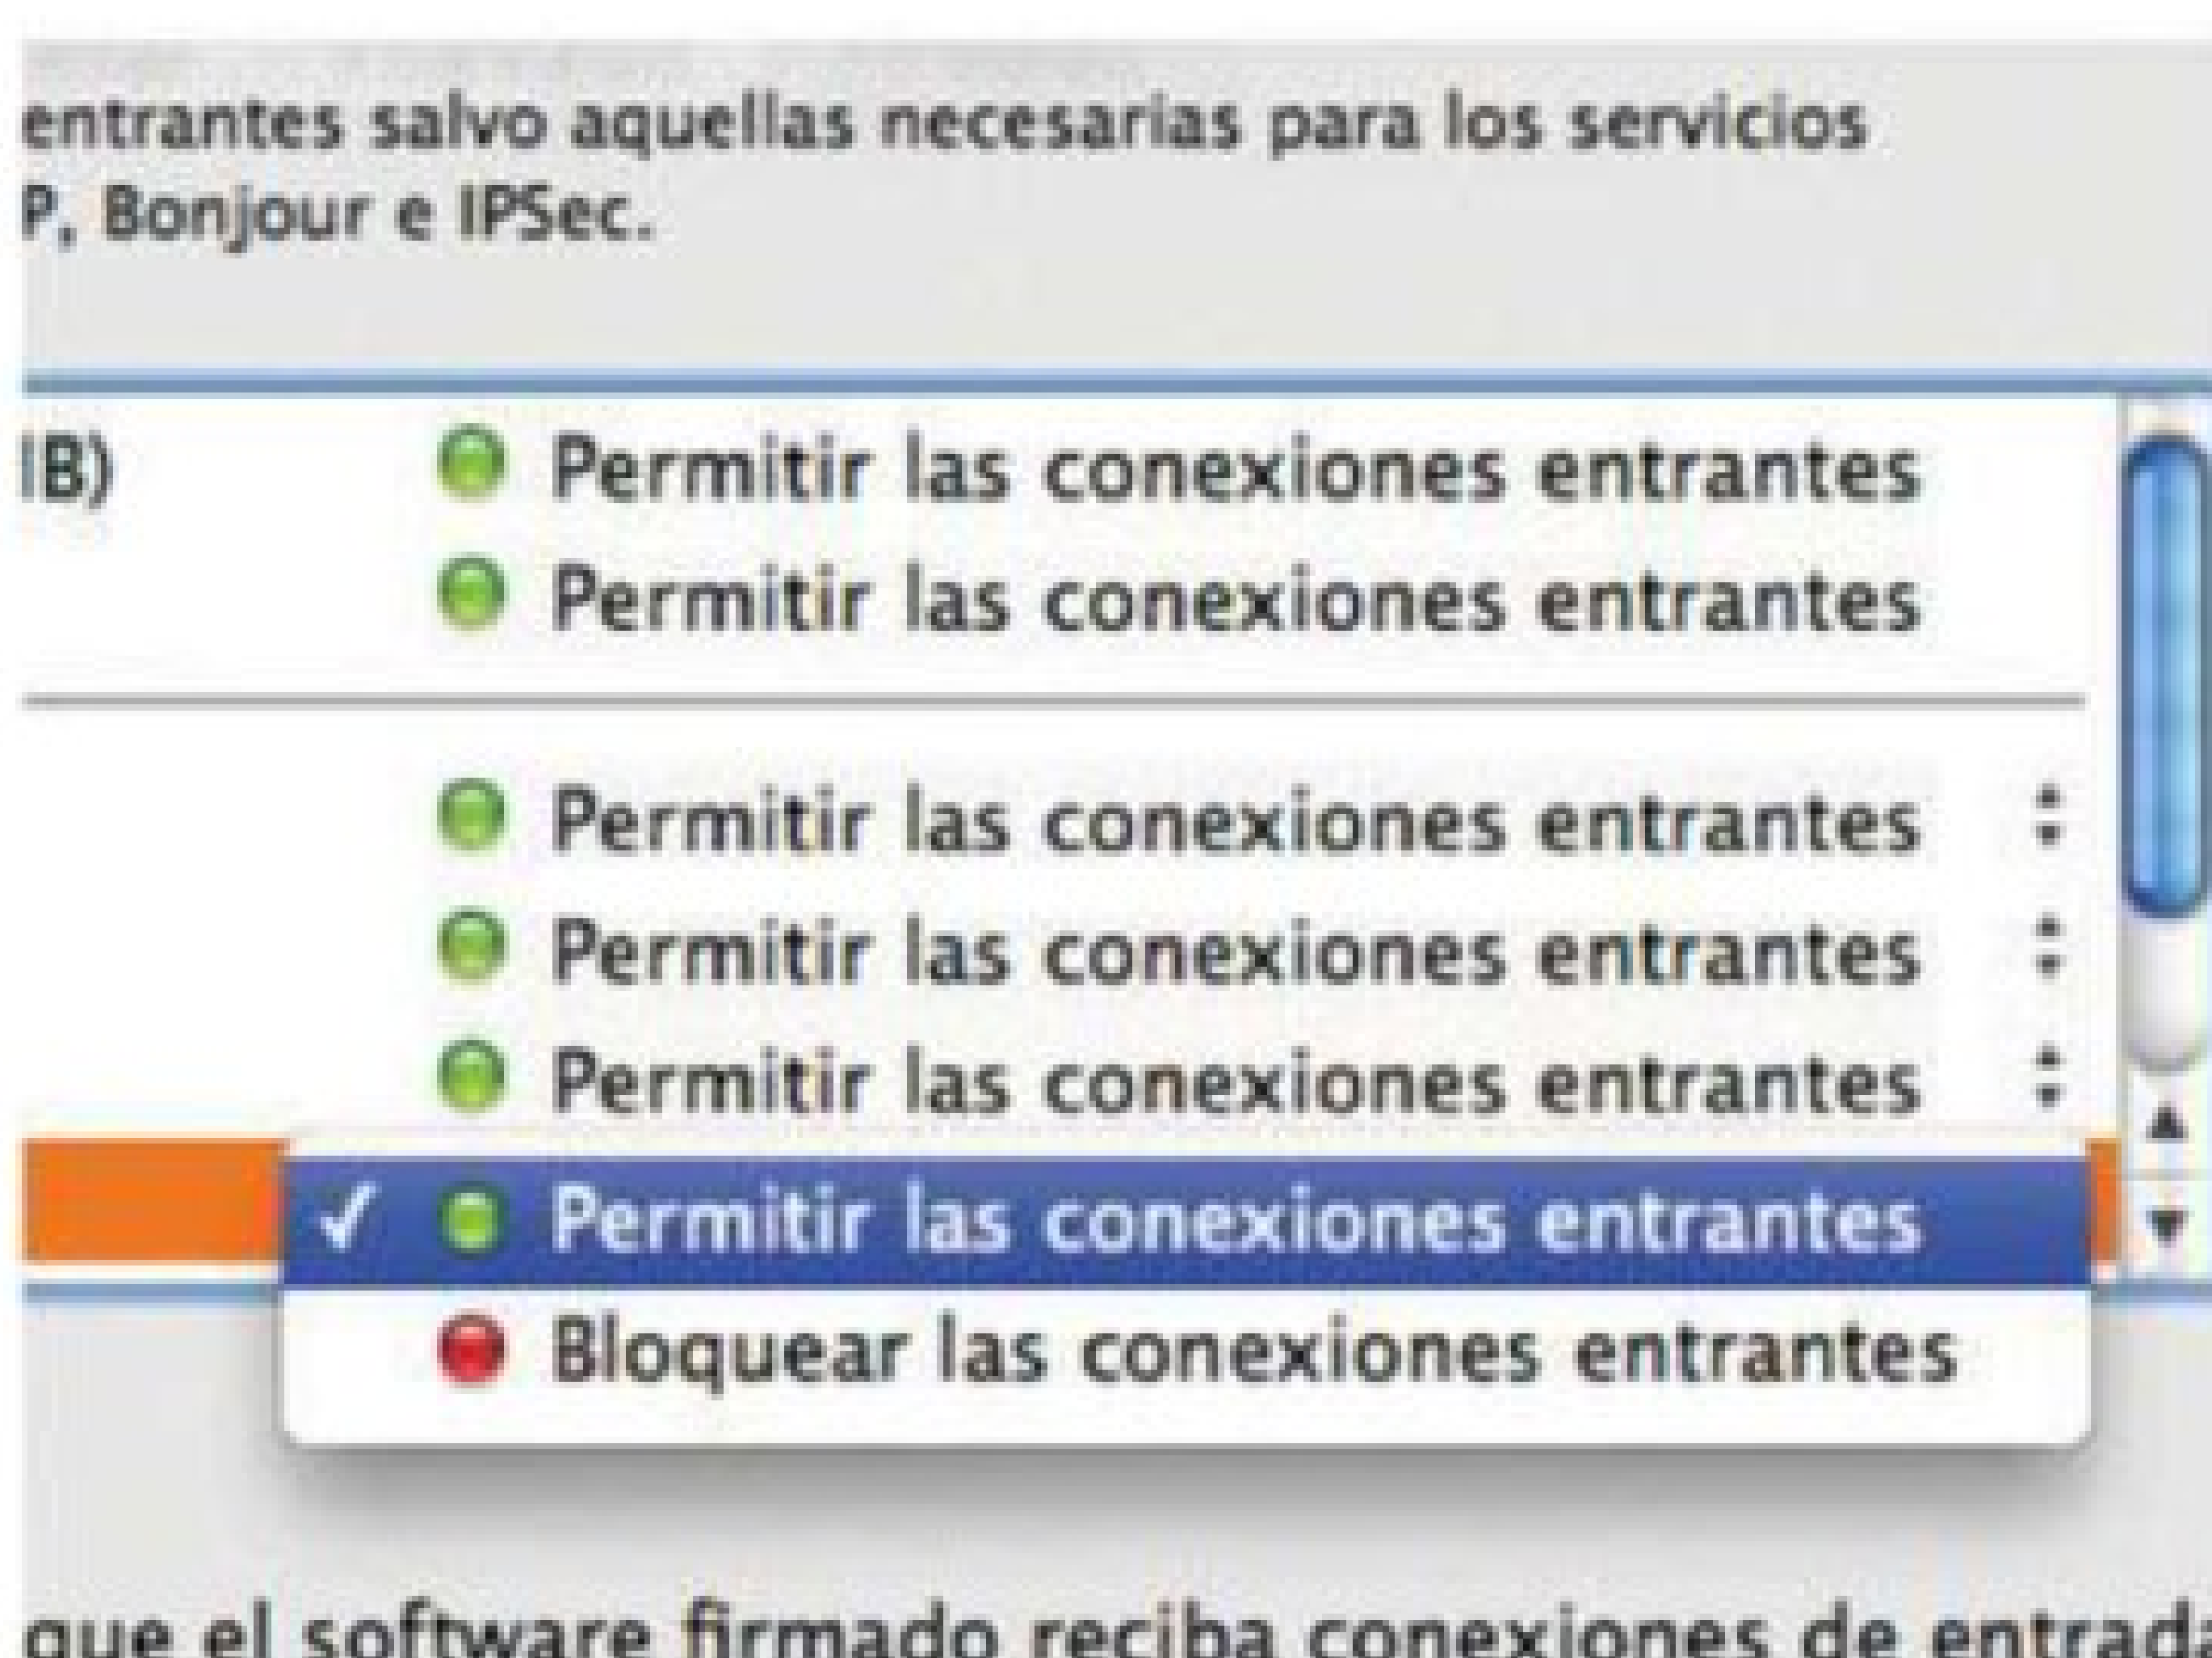 entrantes salvo aquellas necesarias para los servicios
P, Bonjour e IPSec.
IB) Permitir las conexiones entrantes
Permitir las conexiones entrantes
Permitir las conexiones entrantes
Permitir las conexiones entrantes
Permitir las conexiones entrantes
✓ Permitir las conexiones entrantes
Bloquear las conexiones entrantes
que el software firmado reciba conexiones de entrada